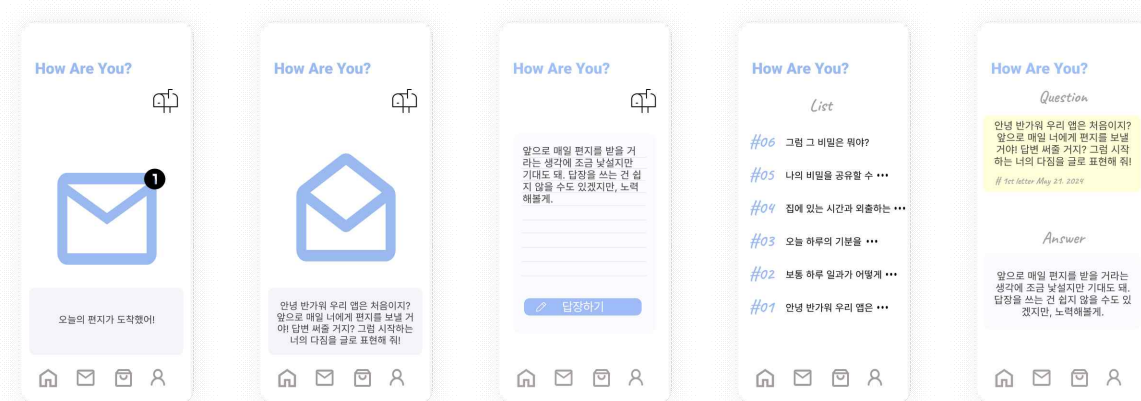 How Are You?
1
오늘의 편지가 도착했어!
How Are You?
안녕 반가워 우리 앱은 처음이지?
앞으로 매일 너에게 편지를 보낼 거
야! 답변 써줄 거지? 그럼 시작하는
너의 다짐을 글로 표현해 줘!
How Are You?
앞으로 매일 편지를 받을 거
라는 생각에 조금 낯설지만
기대도 돼. 답장을 쓰는 건 쉽
지 않을 수도 있겠지만, 노력
해볼게.
답장하기
How Are You?
List
#06 그럼 그 비밀은 뭐야?
#05 나의 비밀을 공유할 수 •••
#04 집에 있는 시간과 외출하는 •••
#03 오늘 하루의 기분을 •••
#02 보통 하루 일과가 어떻게 •••
#01 안녕 반가워 우리 앱은 •••
How Are You?
Question
안녕 반가워 우리 앱은 처음이지?
앞으로 매일 너에게 편지를 보낼
거야! 답변 써줄 거지? 그럼 시작
하는 너의 다짐을 글로 표현해 줘!
# 1st letter May 21. 2024
Answer
앞으로 매일 편지를 받을 거라는
생각에 조금 낯설지만 기대도 돼.
답장을 쓰는 건 쉽지 않을 수도 있
겠지만, 노력해볼게.